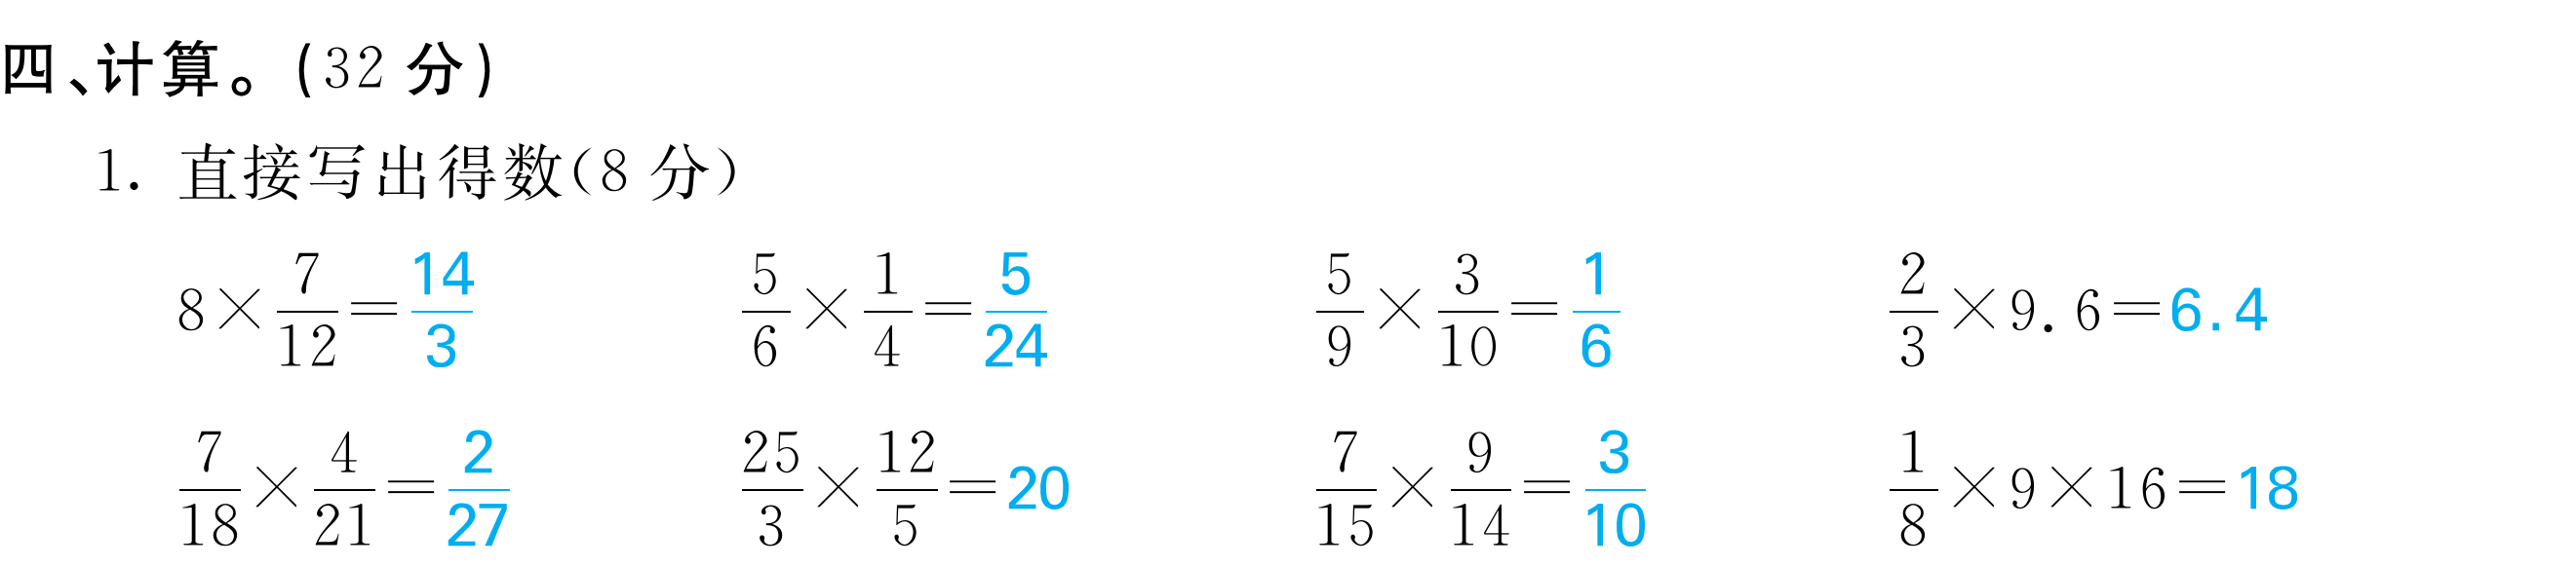 四、计算。(32 分)
1. 直接写出得数(8 分)
8×7/12=14/3 5/6×1/4=5/24 5/9×3/10=1/6 2/3×9.6=6.4
7/18×4/21=2/27 25/3×12/5=20 7/15×9/14=3/10 1/8×9×16=18